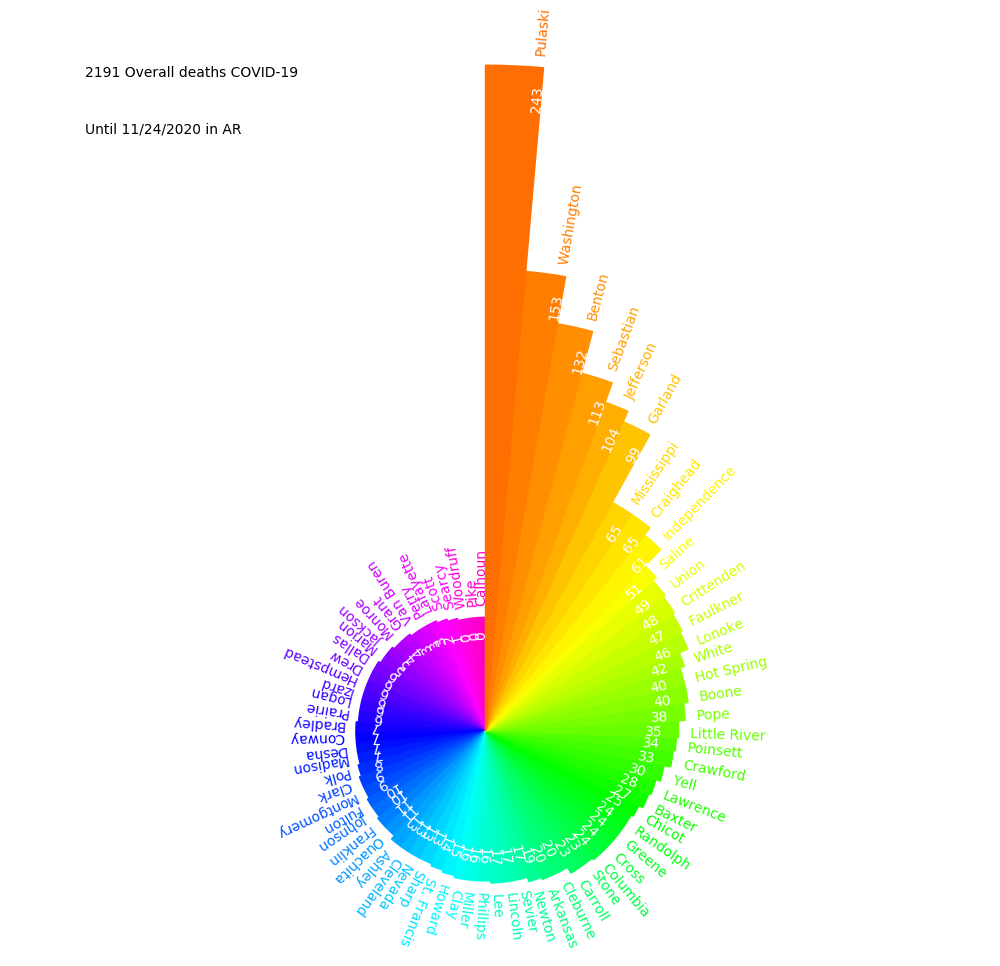 2191 Overall deaths COVID-19
Until 11/24/2020 in AR
Pulaski
243
Washington
153
Benton
132
Sebastian
113
Jefferson
104
Garland
99
Mississippi
65
Craighead
65
Independence
61
Saline
51
Union
49
Crittenden
48
Faulkner
47
Lonoke
46
White
42
Hot Spring
40
Boone
40
Pope
38
Little River
35
Poinsett
34
Crawford
33
Yell
30
Lawrence
28
Baxter
Chicot
Randolph
Greene
Cross
Columbia
Stone
Carroll
Cleburne
Arkansas
Newton
Sevier
Lincoln
Lee
Phillips
Miller
Clay
Howard
St. Francis
Sharp
Nevada
Cleveland
Ashley
Ouachita
Franklin
Johnson
Fulton
Montgomery
Clark
Polk
Madison
Desha
Conway
Bradley
Prairie
Logan
Izard
Hempstead
Drew
Dallas
Marion
Jackson
Monroe
Grant
Van Buren
Perry
Lafayette
Scott
Searcy
Woodruff
Pike
Calhoun